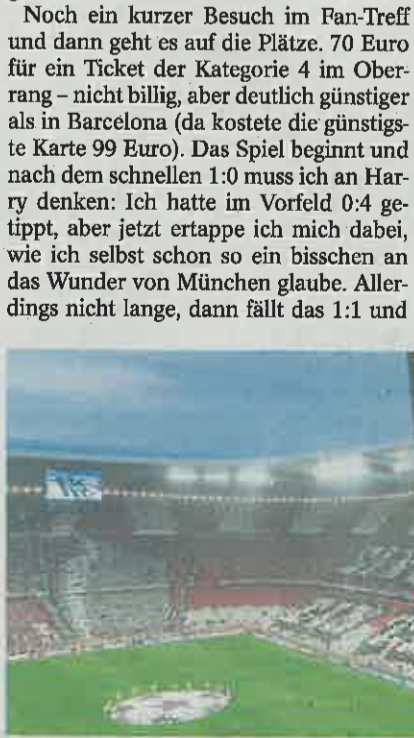 Noch ein kurzer Besuch im Fan-Treff
und dann geht es auf die Plätze. 70 Euro
für ein Ticket der Kategorie 4 im Ober-
rang – nicht billig, aber deutlich günstiger
als in Barcelona (da kostete die günstigs-
te Karte 99 Euro). Das Spiel beginnt und
nach dem schnellen 1:0 muss ich an Har-
ry denken: Ich hatte im Vorfeld 0:4 ge-
tippt, aber jetzt ertappe ich mich dabei,
wie ich selbst schon so ein bisschen an
das Wunder von München glaube. Aller-
dings nicht lange, dann fällt das 1:1 und